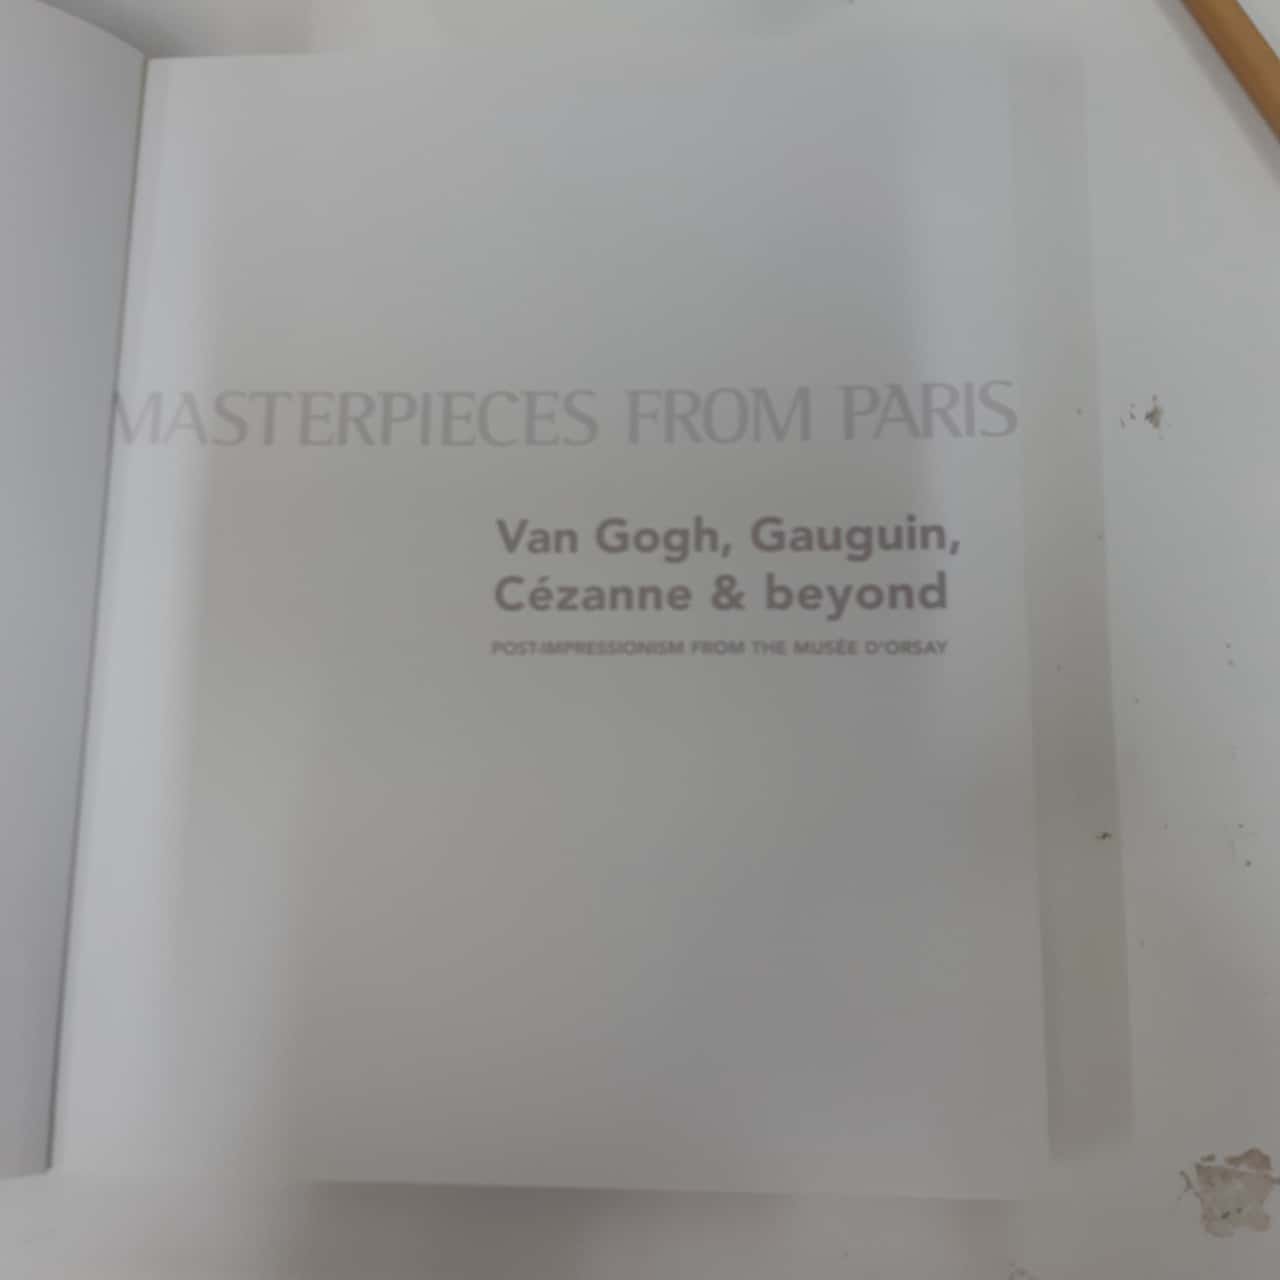 MASTERPIECES FROM PARIS
Van Gogh, Gauguin,
Cézanne & beyond
POST-IMPRESSIONISM FROM THE MUSÉE D'ORSAY